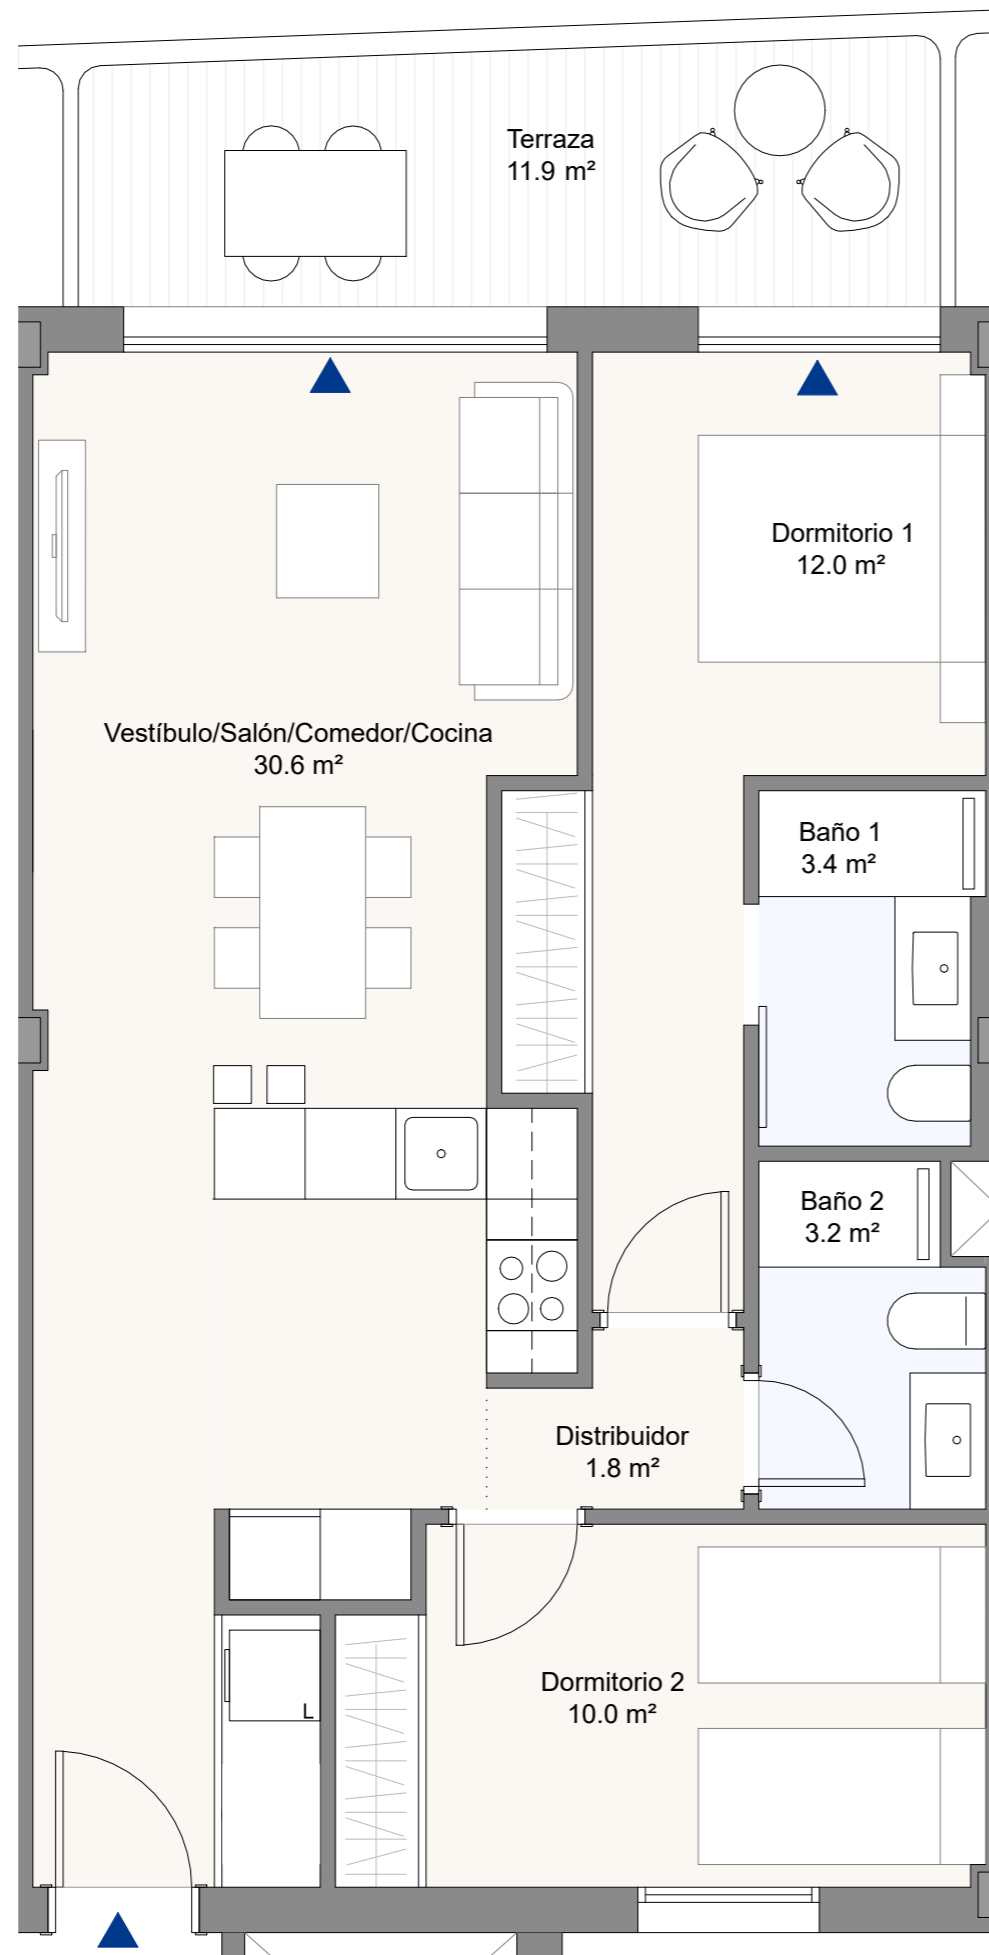 Terraza
11.9 m²
Dormitorio 1
12.0 m²
Vestíbulo/Salón/Comedor/Cocina
30.6 m²
Baño 1
3.4 m²
Baño 2
3.2 m²
Distribuidor
1.8 m²
Dormitorio 2
10.0 m²
L